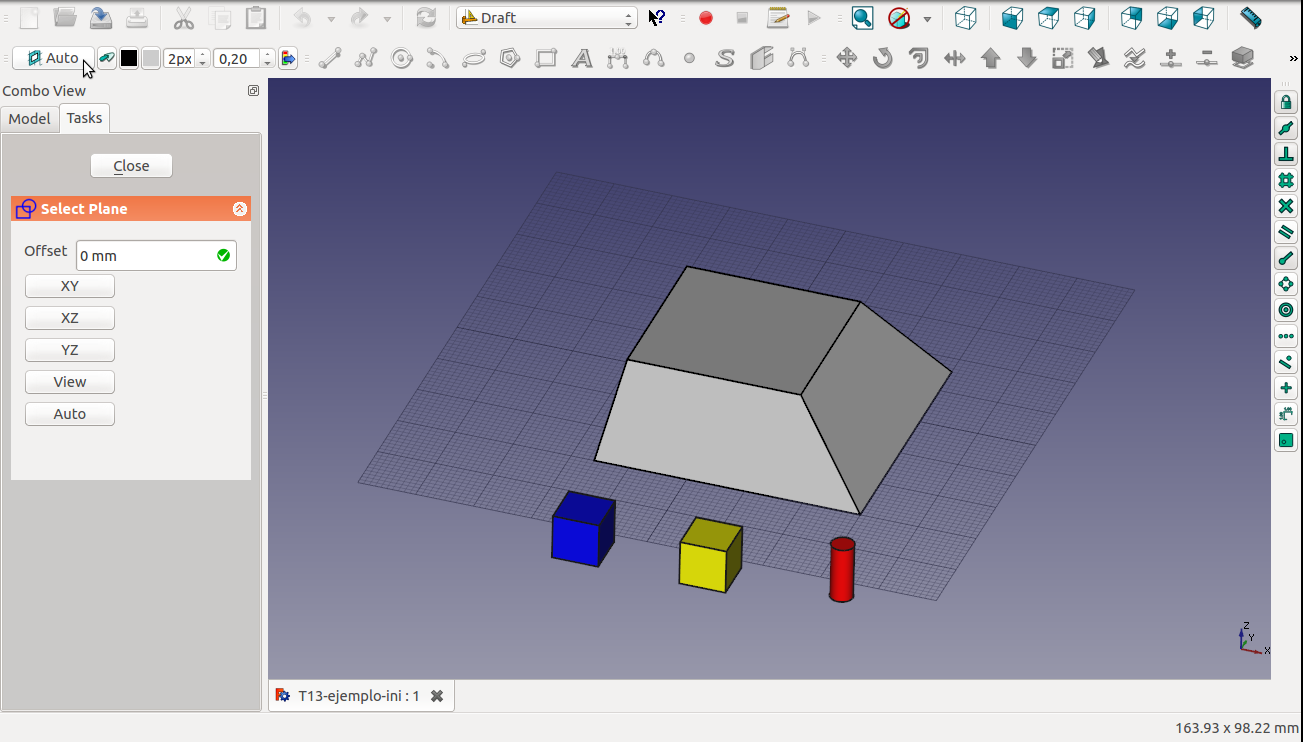 Draft
Auto
2px
0,20
»
Combo View
Model
Tasks
Close
Select Plane
Offset
0 mm
XY
XZ
YZ
View
Auto
Z
Y
X
T13-ejemplo-ini : 1
163.93 x 98.22 mm